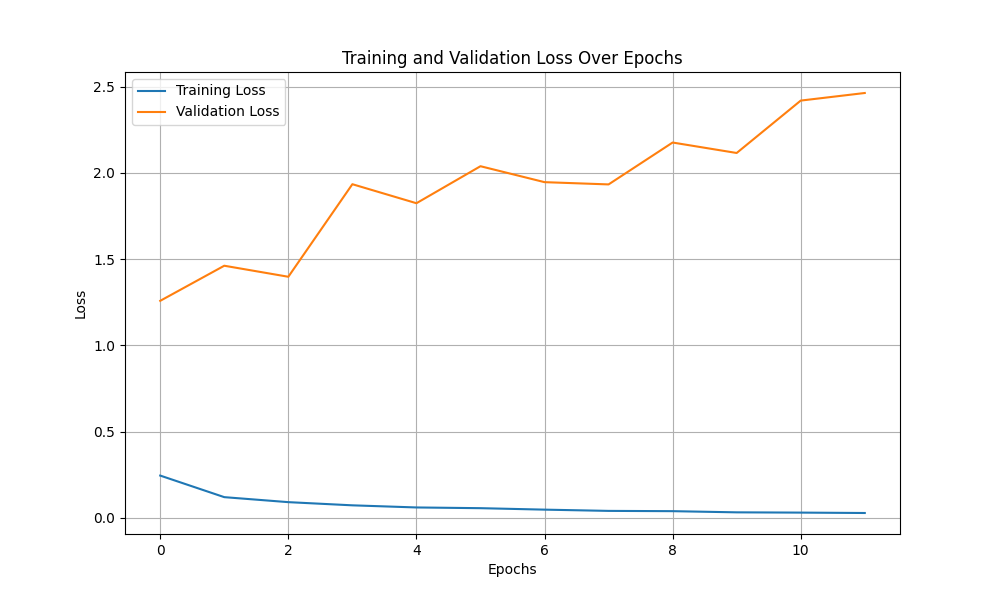 Training and Validation Loss Over Epochs
Training Loss
Validation Loss
2.5
2.0
1.5
1.0
0.5
0.0
Loss
0 2 4 6 8 10
Epochs